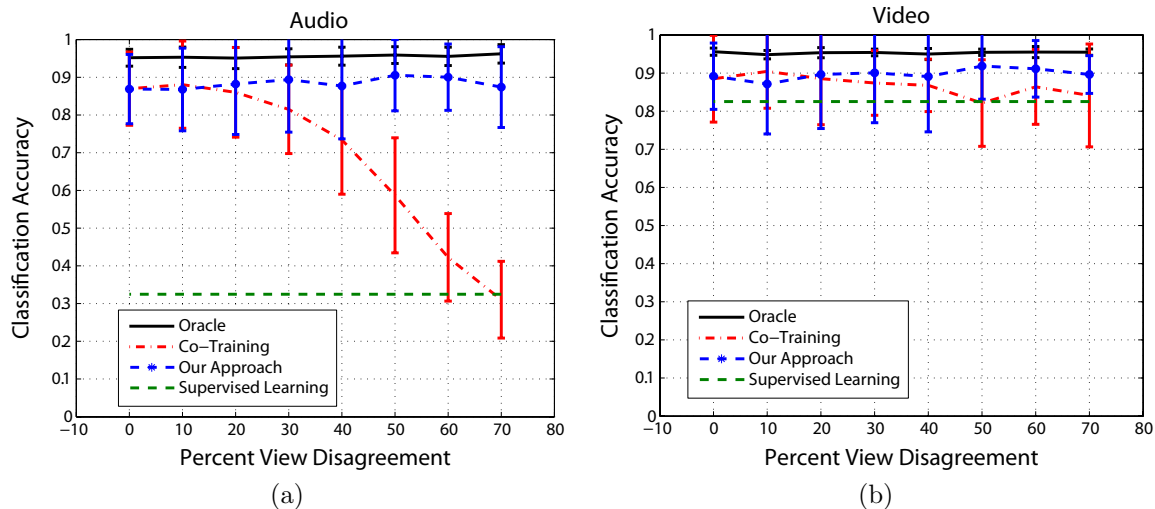 Audio
Classification Accuracy
1
0.9
0.8
0.7
0.6
0.5
0.4
0.3
0.2
0.1
0
Oracle
Co-Training
Our Approach
Supervised Learning
-10 0 10 20 30 40 50 60 70 80
Percent View Disagreement
(a)
Video
Classification Accuracy
1
0.9
0.8
0.7
0.6
0.5
0.4
0.3
0.2
0.1
0
Oracle
Co-Training
Our Approach
Supervised Learning
-10 0 10 20 30 40 50 60 70 80
Percent View Disagreement
(b)